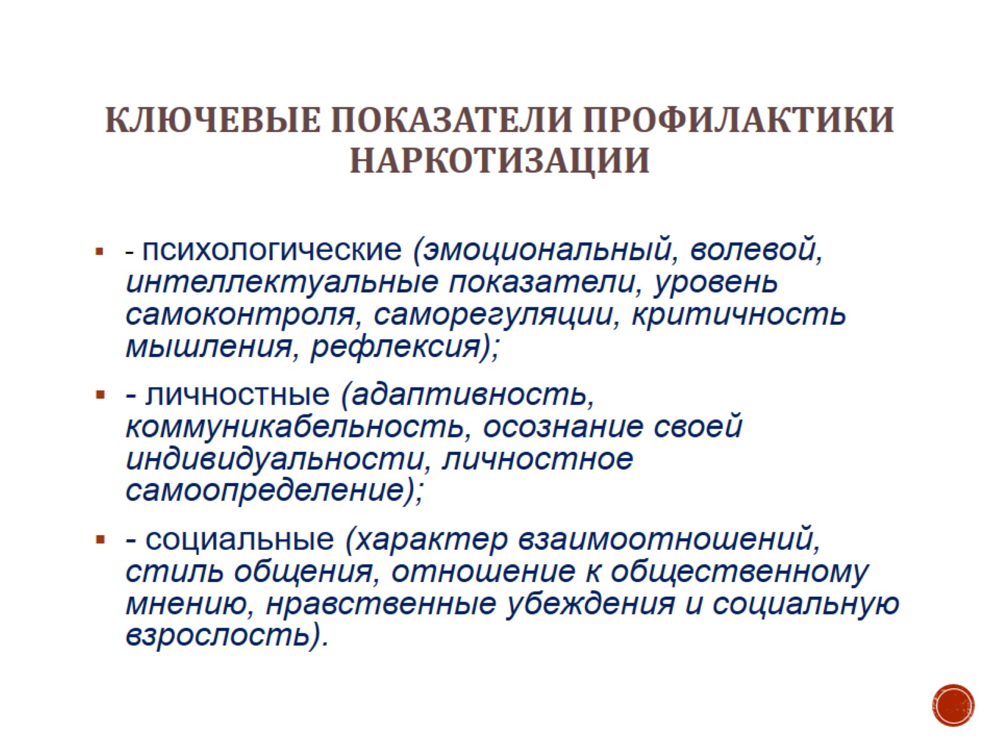 КЛЮЧЕВЫЕ ПОКАЗАТЕЛИ ПРОФИЛАКТИКИ
НАРКОТИЗАЦИИ
- психологические (эмоциональный, волевой,
интеллектуальные показатели, уровень
самоконтроля, саморегуляции, критичность
мышления, рефлексия);
- личностные (адаптивность,
коммуникабельность, осознание своей
индивидуальности, личностное
самоопределение);
- социальные (характер взаимоотношений,
стиль общения, отношение к общественному
мнению, нравственные убеждения и социальную
взрослость).